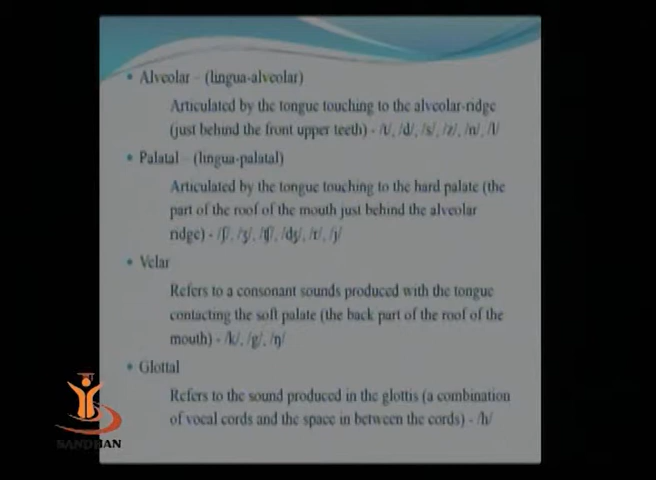 • Alveolar – (lingua-alveolar)
Articulated by the tongue touching to the alveolar-ridge
(just behind the front upper teeth) - /t/, /d/, /s/, /z/, /n/, /l/
• Palatal – (lingua-palatal)
Articulated by the tongue touching to the hard palate (the
part of the roof of the mouth just behind the alveolar
ridge) - /ʃ/, /ʒ/, /ʧ/, /dʒ/, /r/, /j/
• Velar
Refers to a consonant sounds produced with the tongue
contacting the soft palate (the back part of the roof of the
mouth) - /k/, /g/, /ŋ/
• Glottal
Refers to the sound produced in the glottis (a combination
of vocal cords and the space in between the cords) - /h/
SANDHAN